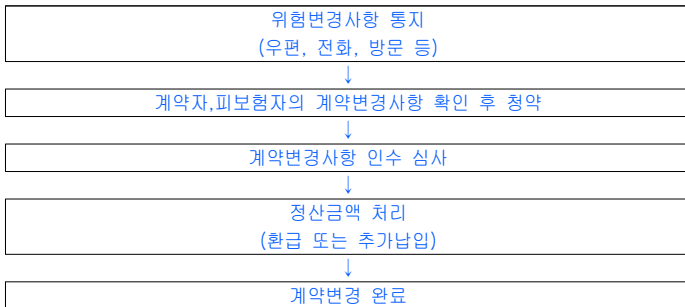 위험변경사항 통지
(우편, 전화, 방문 등)
↓
계약자,피보험자의 계약변경사항 확인 후 청약
↓
계약변경사항 인수 심사
↓
정산금액 처리
(환급 또는 추가납입)
↓
계약변경 완료